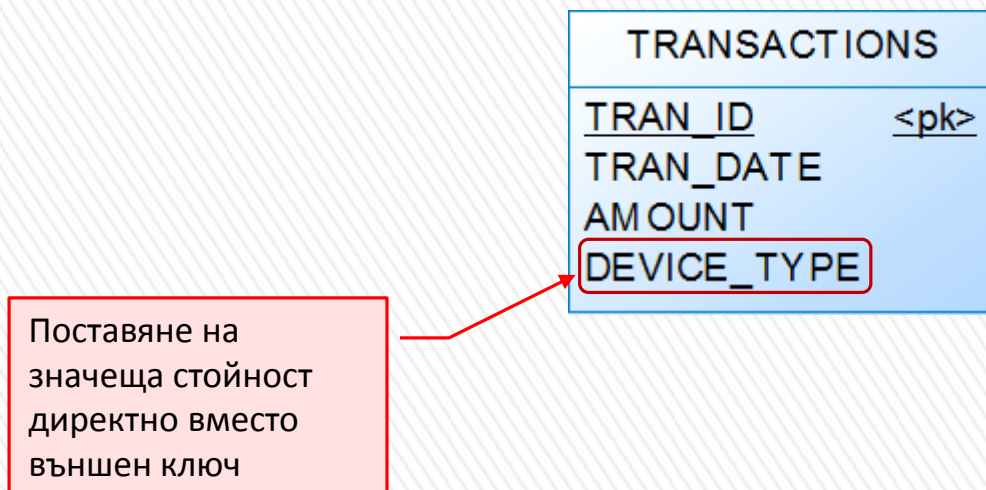 TRANSACTIONS
TRAN_ID <pk>
TRAN_DATE
AMOUNT
DEVICE_TYPE
Поставяне на
значеща стойност
директно вместо
външен ключ